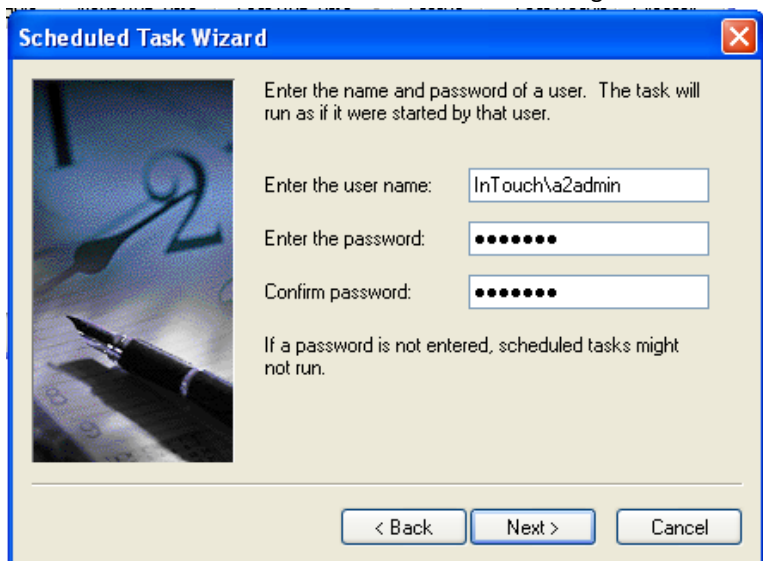 Scheduled Task Wizard
Enter the name and password of a user. The task will
run as if it were started by that user.
Enter the user name:
InTouch\a2admin
Enter the password:
●●●●●●●
Confirm password:
●●●●●●●
If a password is not entered, scheduled tasks might
not run.
< Back
Next >
Cancel